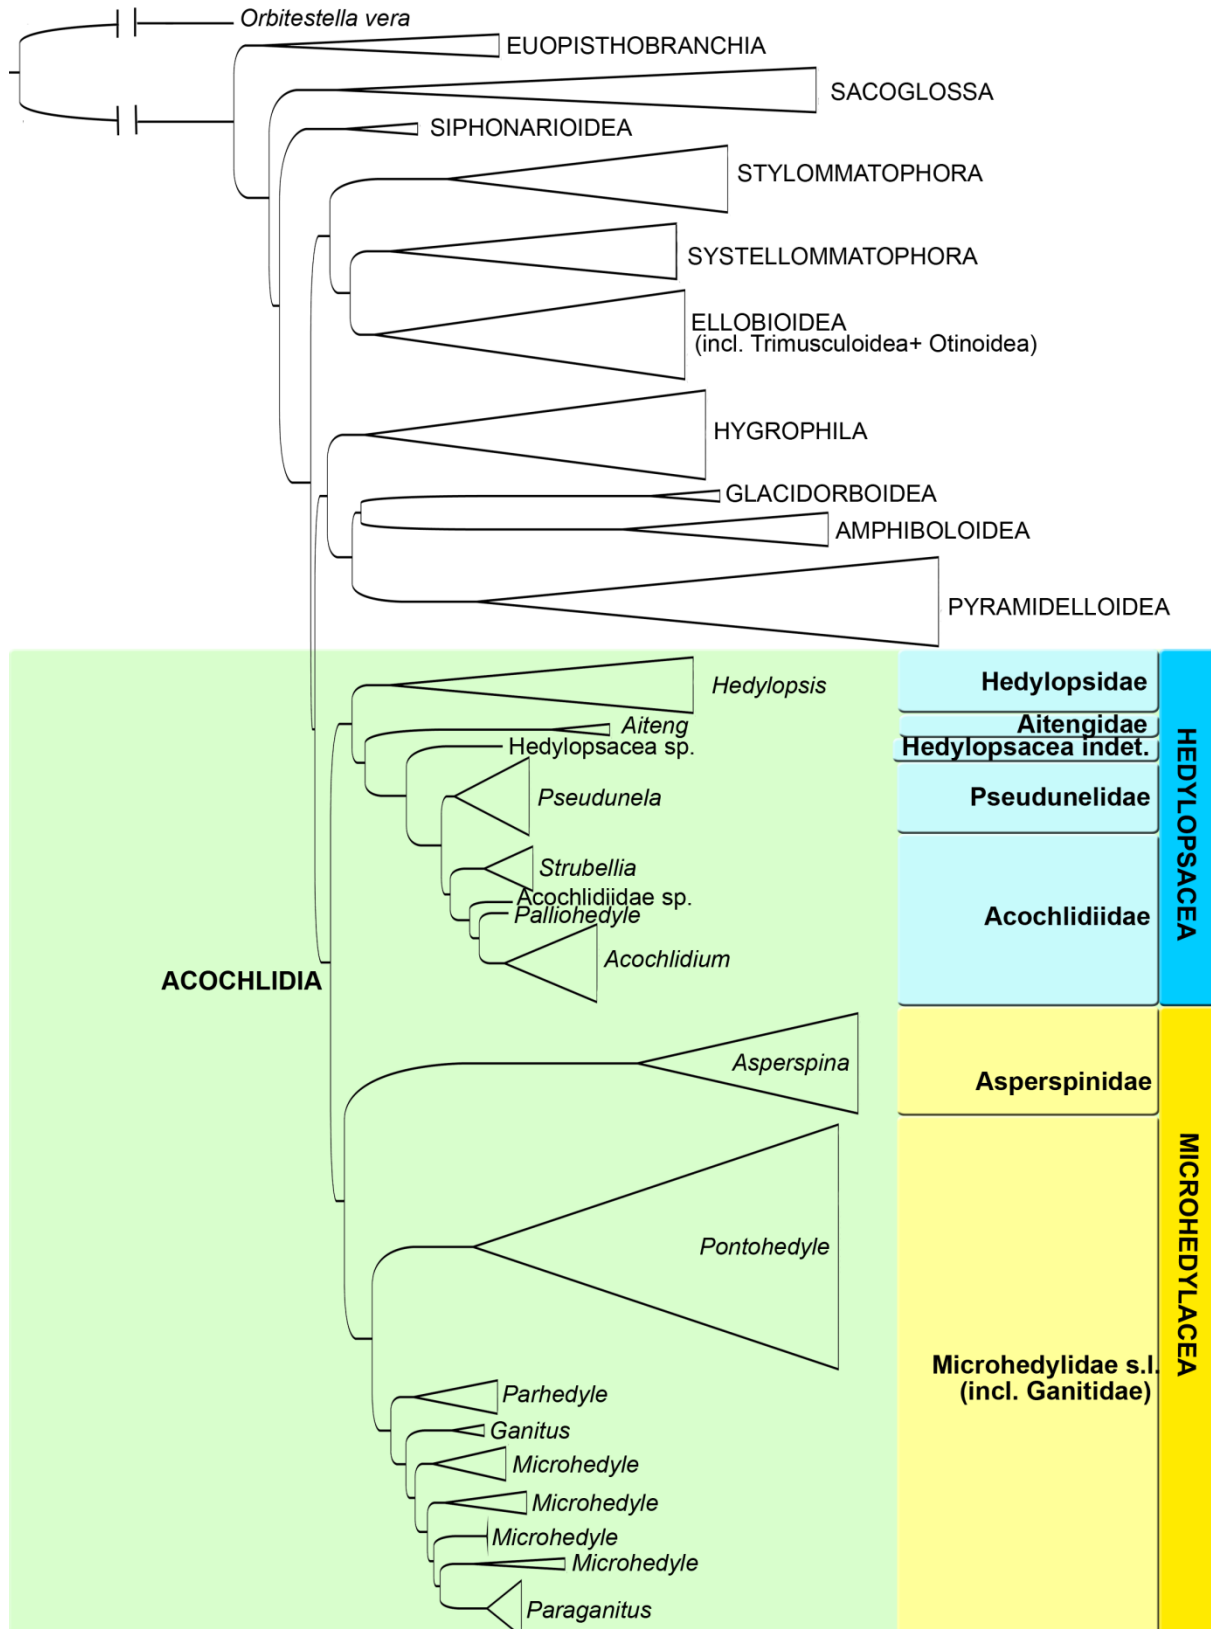 Orbitestella vera
EUOPISTHOBRANCHIA
SACOGLOSSA
SIPHONARIOIDEA
STYLOMMATOPHORA
SYSTELLOMMATOPHORA
ELLOBIOIDEA
(incl. Trimusculoidea+ Otinoidea)
HYGROPHILA
GLACIDORBOIDEA
AMPHIBOLOIDEA
PYRAMIDELLOIDEA
ACOCHLIDIA
Hedylopsis
Aiteng
Hedylopsacea sp.
Pseudunela
Strubellia
Acochlidiidae sp.
Palliohedyle
Acochlidium
Asperspina
Pontohedyle
Parhedyle
Ganitus
Microhedyle
Microhedyle
Microhedyle
Microhedyle
Paraganitus
Hedylopsidae
Aitengidae
Hedylopsacea indet.
Pseudunelidae
Acochlidiidae
Asperspinidae
Microhedylidae s.l.
(incl. Ganitidae)
HEDYLOPSACEA
MICROHEDYLACEA